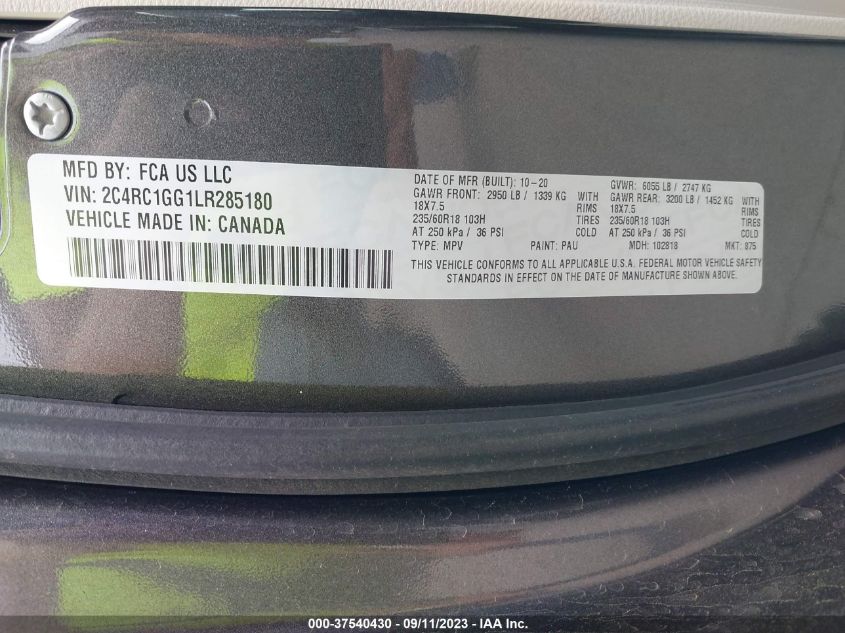 MFD BY: FCA US LLC
VIN: 2C4RC1GG1LR285180
VEHICLE MADE IN: CANADA
DATE OF MFR (BUILT): 10-20 GVWR: 6055 LB / 2747 KG
GAWR FRONT: 2950 LB / 1339 KG WITH GAWR REAR: 3200 LB / 1452 KG WITH
18X7.5 RIMS 18X7.5 RIMS
235/60R18 103H TIRES 235/60R18 103H TIRES
AT 250 kPa / 36 PSI COLD AT 250 kPa / 36 PSI COLD
TYPE: MPV PAINT: PAU MDH: 102818 MKT: 875
THIS VEHICLE CONFORMS TO ALL APPLICABLE U.S.A. FEDERAL MOTOR VEHICLE SAFETY
STANDARDS IN EFFECT ON THE DATE OF MANUFACTURE SHOWN ABOVE.
000-37540430 - 09/11/2023 - IAA Inc.